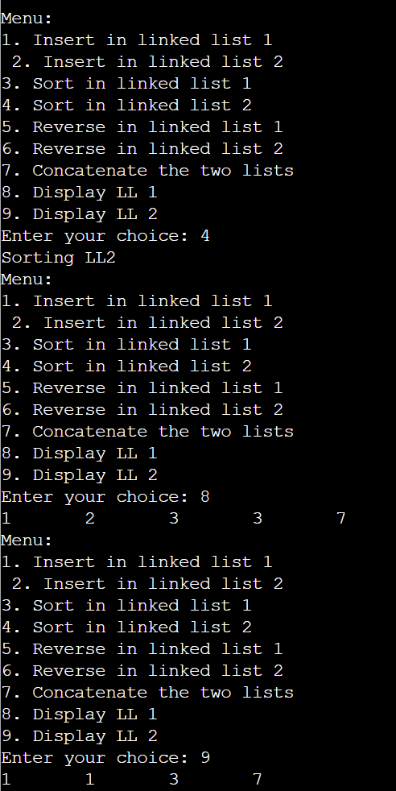 Menu:
1. Insert in linked list 1
 2. Insert in linked list 2
3. Sort in linked list 1
4. Sort in linked list 2
5. Reverse in linked list 1
6. Reverse in linked list 2
7. Concatenate the two lists
8. Display LL 1
9. Display LL 2
Enter your choice: 4
Sorting LL2
Menu:
1. Insert in linked list 1
 2. Insert in linked list 2
3. Sort in linked list 1
4. Sort in linked list 2
5. Reverse in linked list 1
6. Reverse in linked list 2
7. Concatenate the two lists
8. Display LL 1
9. Display LL 2
Enter your choice: 8
1       2       3       3       7
Menu:
1. Insert in linked list 1
 2. Insert in linked list 2
3. Sort in linked list 1
4. Sort in linked list 2
5. Reverse in linked list 1
6. Reverse in linked list 2
7. Concatenate the two lists
8. Display LL 1
9. Display LL 2
Enter your choice: 9
1       1       3       7